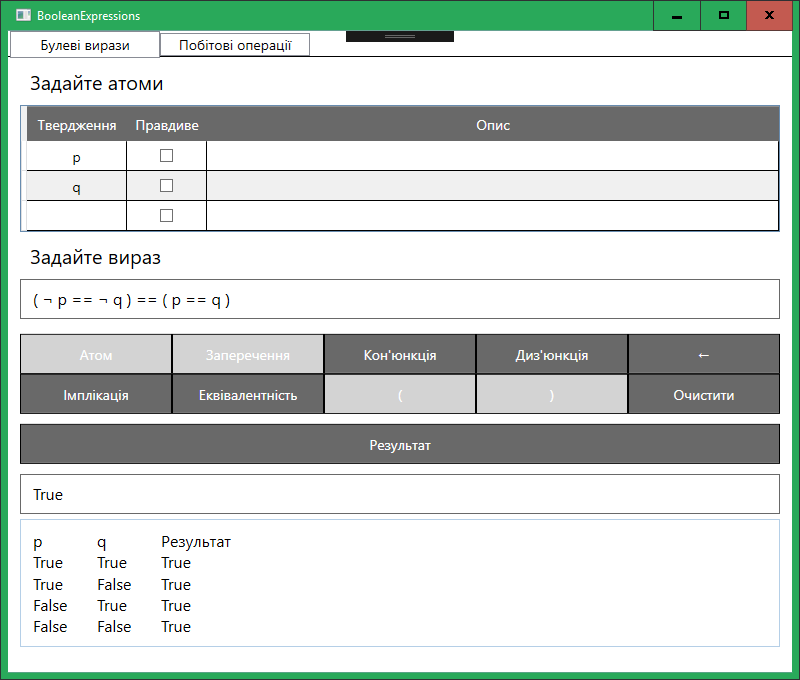 BooleanExpressions
Булеві вирази Побітові операції
Задайте атоми
Твердження Правдиве Опис
p
q
Задайте вираз
( ¬ p == ¬ q ) == ( p == q )
Атом Заперечення Кон'юнкція Диз'юнкція ←
Імплікація Еквівалентність ( ) Очистити
Результат
True
p q Результат
True True True
True False True
False True True
False False True